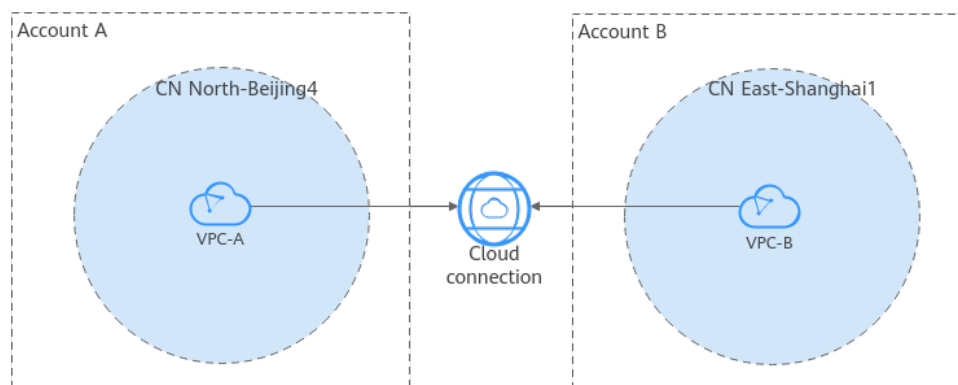 Account A
Account B
CN North-Beijing4
CN East-Shanghai1
VPC-A
VPC-B
Cloud
connection